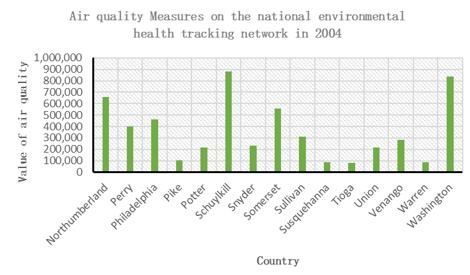 Air quality Measures on the national environmental
health tracking network in 2004
Value of air quality
1,000,000
900,000
800,000
700,000
600,000
500,000
400,000
300,000
200,000
100,000
0
Northumberland
Perry
Philadelphia
Pike
Potter
Schuylkill
Snyder
Somerset
Sullivan
Susquehanna
Tioga
Union
Venango
Warren
Washington
Country